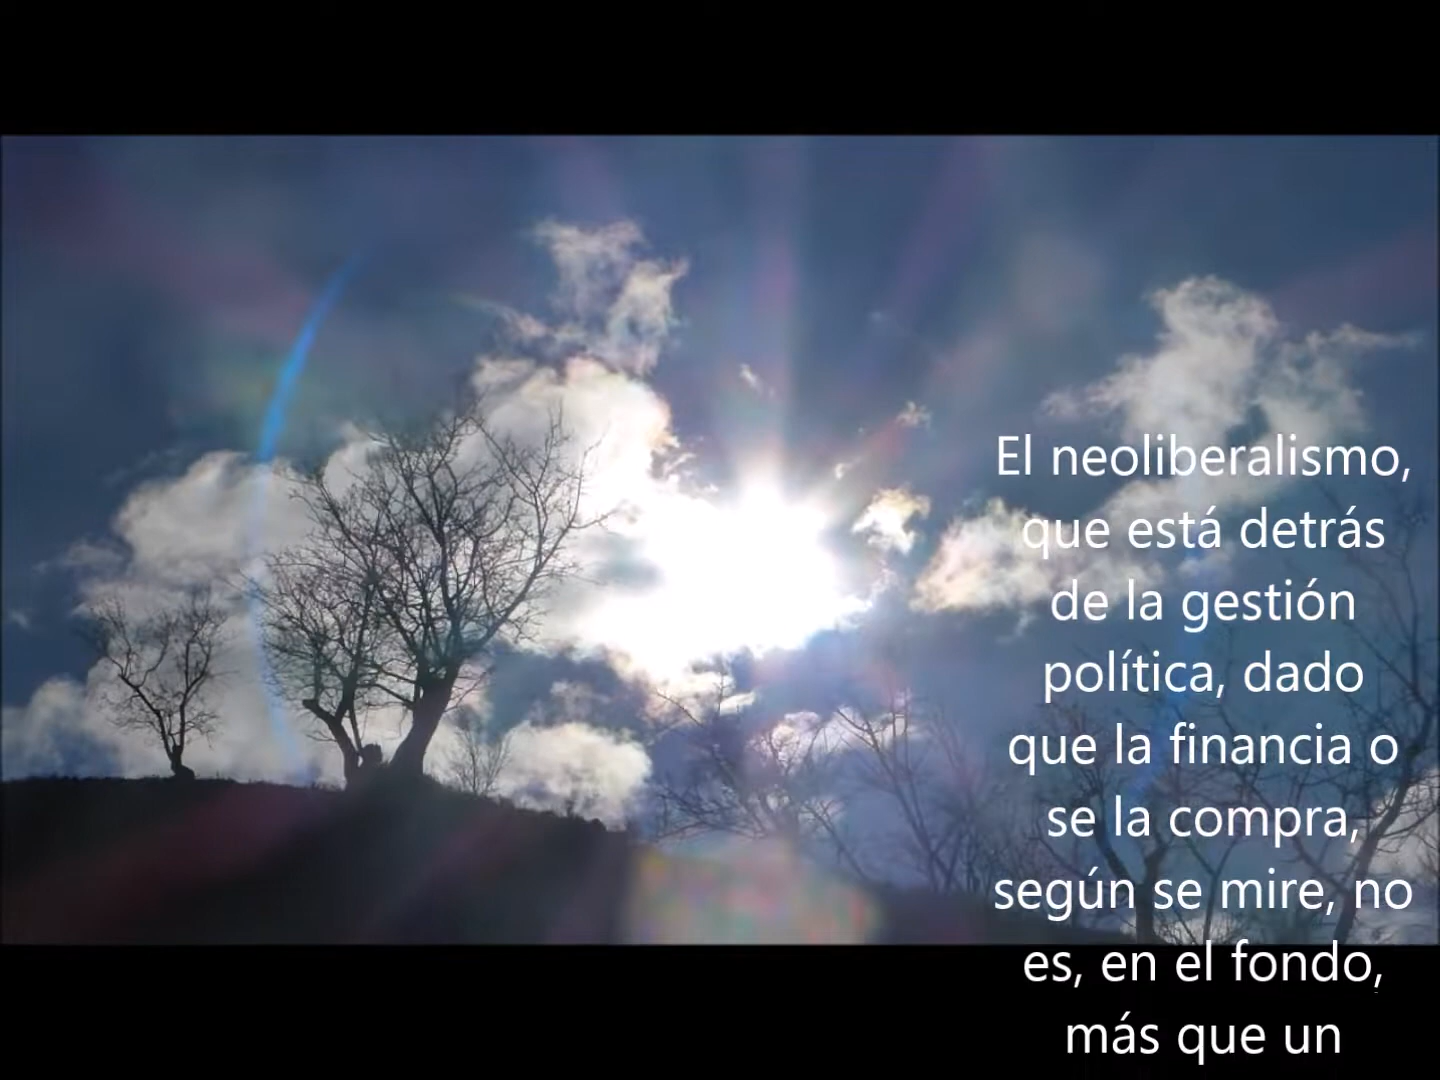 El neoliberalismo,
que está detrás
de la gestión
política, dado
que la financia o
se la compra,
según se mire, no
es, en el fondo,
más que un